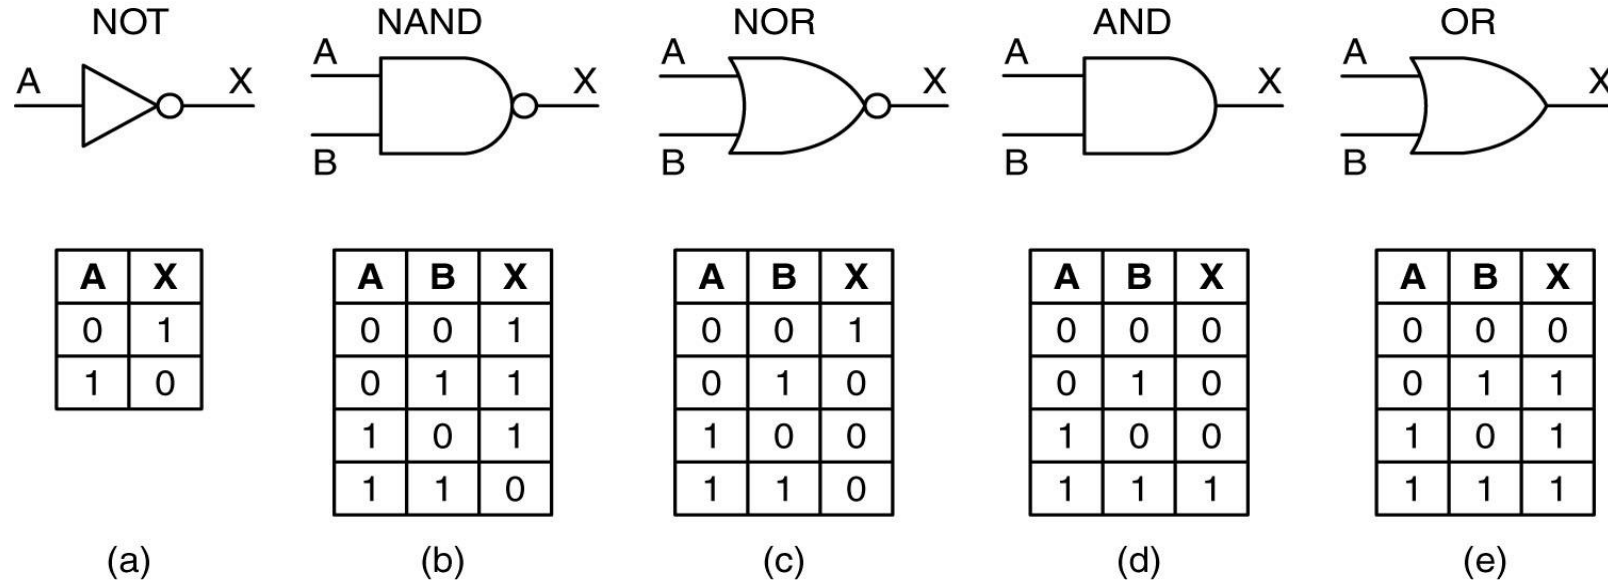 NOT NAND NOR AND OR
A X A B X A B X A B X A B X
A X A B X A B X A B X A B X
0 1 0 0 1 0 0 1 0 0 0 0 0 0
1 0 0 1 1 0 1 0 0 1 0 0 1 1
1 0 1 1 0 0 1 0 0 1 0 1
1 1 0 1 1 0 1 1 1 1 1 1
(a) (b) (c) (d) (e)